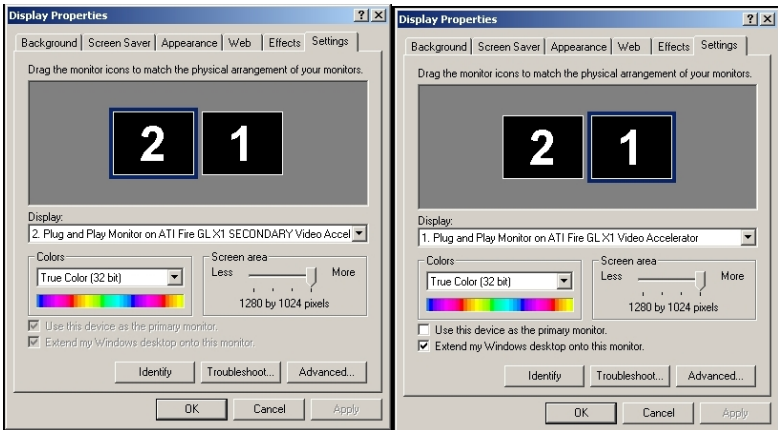 Display Properties
Background Screen Saver Appearance Web Effects Settings
Drag the monitor icons to match the physical arrangement of your monitors.
2 1
Display:
2. Plug and Play Monitor on ATI Fire GL X1 SECONDARY Video Accel
Colors
True Color (32 bit)
Screen area
Less More
1280 by 1024 pixels
Use this device as the primary monitor.
Extend my Windows desktop onto this monitor.
Identify Troubleshoot... Advanced...
OK Cancel Apply
Display Properties
Background Screen Saver Appearance Web Effects Settings
Drag the monitor icons to match the physical arrangement of your monitors.
2 1
Display:
1. Plug and Play Monitor on ATI Fire GL X1 Video Accelerator
Colors
True Color (32 bit)
Screen area
Less More
1280 by 1024 pixels
Use this device as the primary monitor.
Extend my Windows desktop onto this monitor.
Identify Troubleshoot... Advanced...
OK Cancel Apply